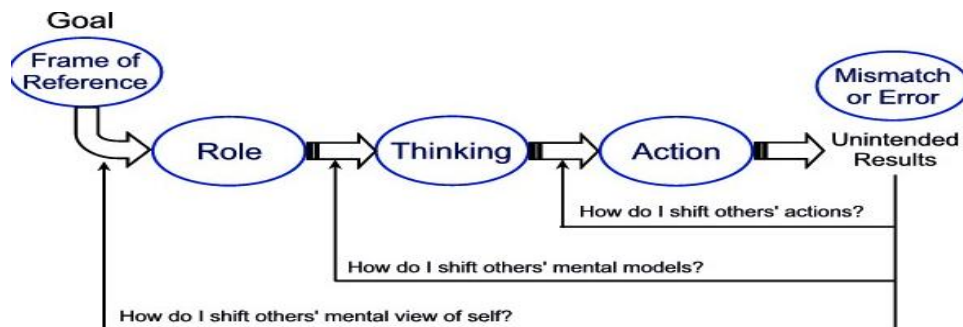 Goal
Frame of
Reference
Role
Thinking
Action
Mismatch
or Error
Unintended
Results
How do I shift others' actions?
How do I shift others' mental models?
How do I shift others' mental view of self?